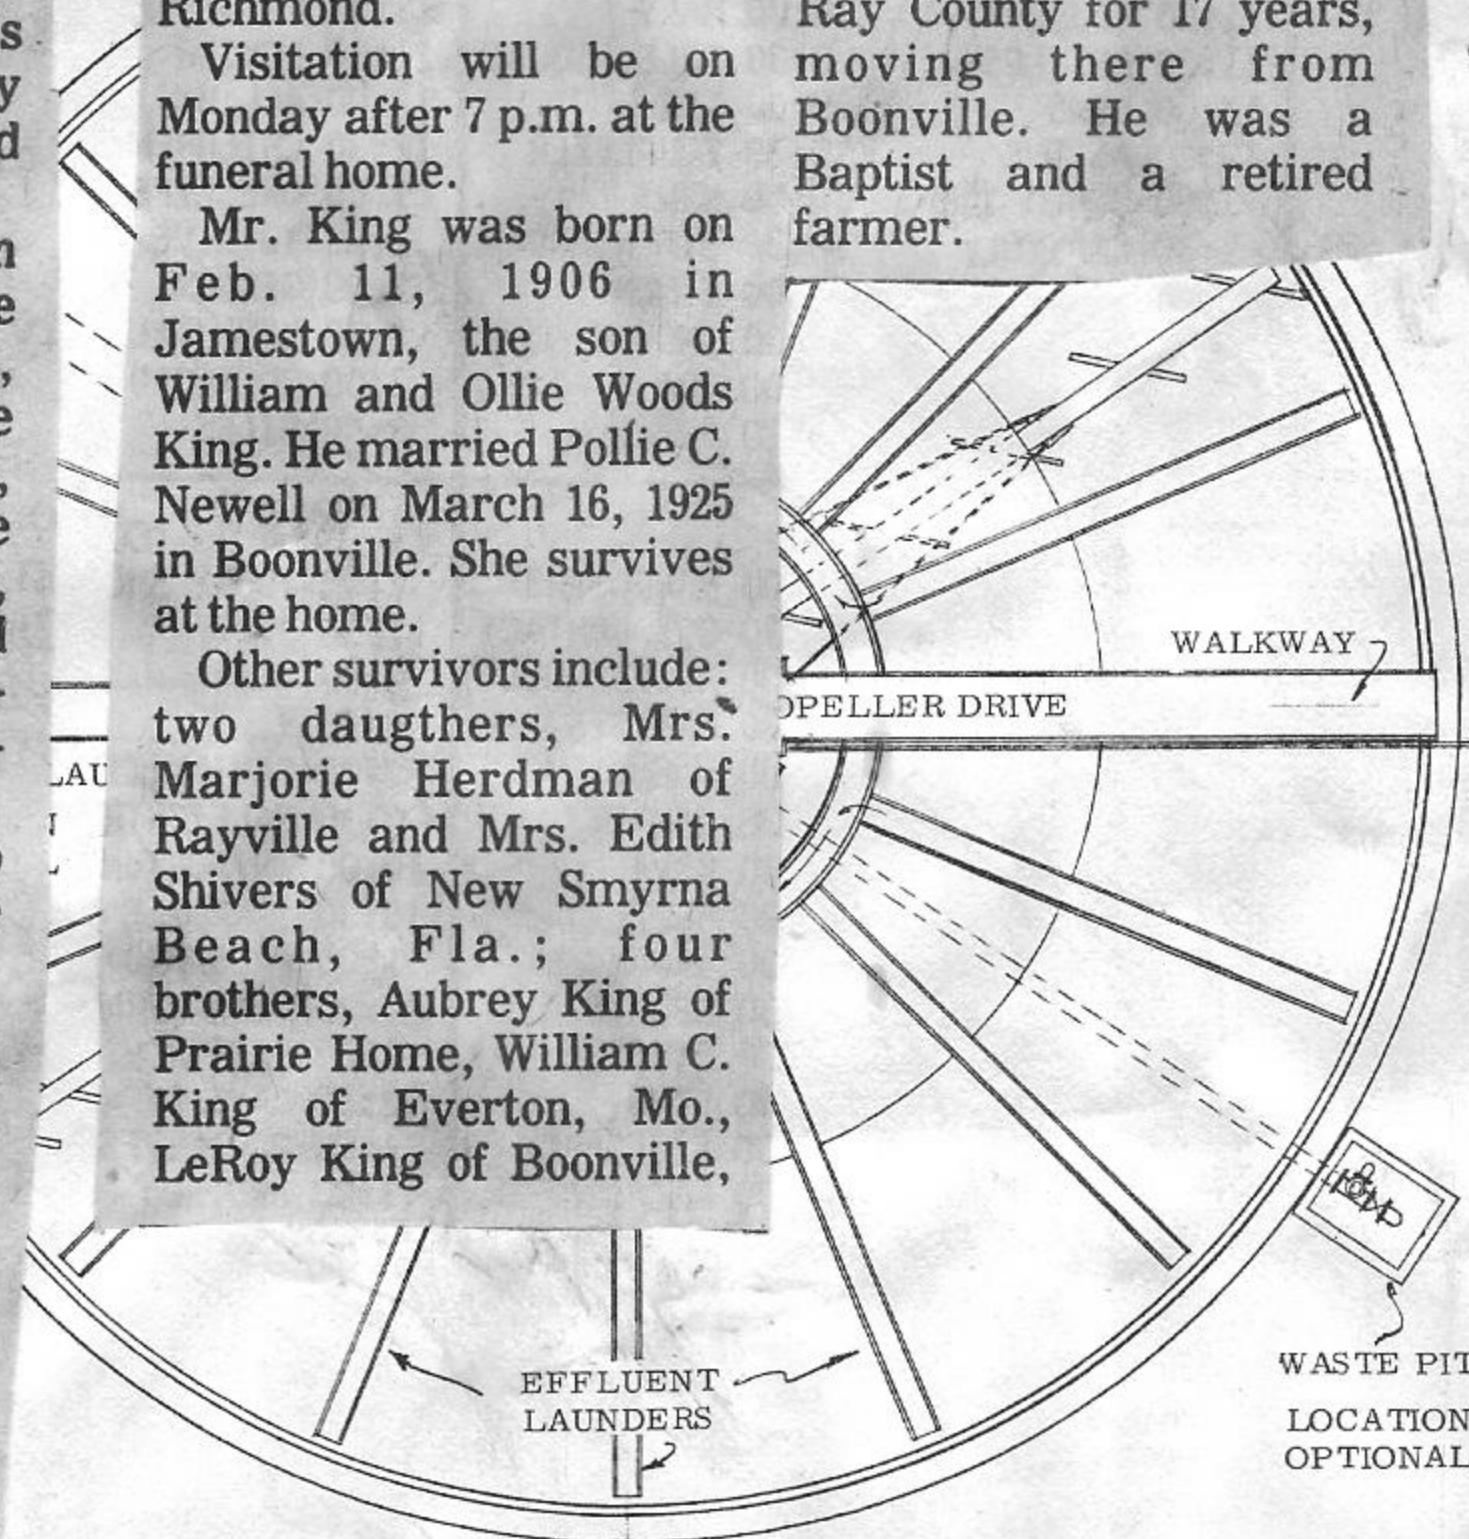 Richmond.
Visitation will be on
Monday after 7 p.m. at the
funeral home.
Mr. King was born on
Feb. 11, 1906 in
Jamestown, the son of
William and Ollie Woods
King. He married Pollie C.
Newell on March 16, 1925
in Boonville. She survives
at the home.
Other survivors include:
two daugthers, Mrs.
Marjorie Herdman of
Rayville and Mrs. Edith
Shivers of New Smyrna
Beach, Fla.; four
brothers, Aubrey King of
Prairie Home, William C.
King of Everton, Mo.,
LeRoy King of Boonville,
Ray County for 17 years,
moving there from
Boonville. He was a
Baptist and a retired
farmer.
WALKWAY
OPELLER DRIVE
LAU
EFFLUENT
LAUNDERS
WASTE PIT
LOCATION
OPTIONAL